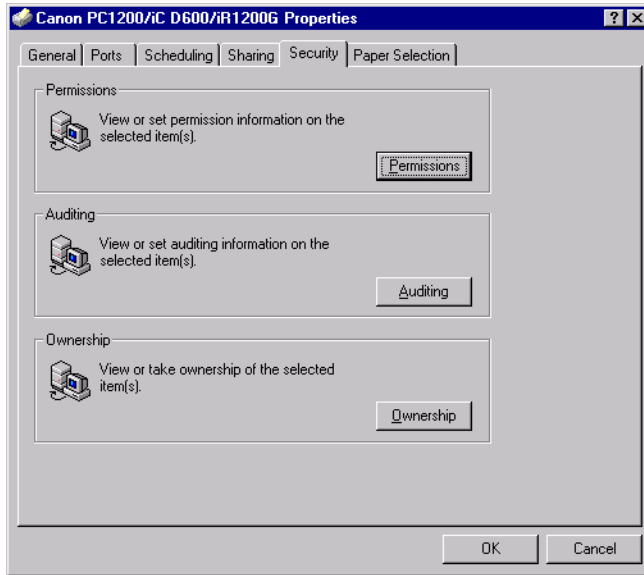 Canon PC1200/iC D600/iR1200G Properties
General Ports Scheduling Sharing Security Paper Selection
Permissions
View or set permission information on the
selected item(s).
Permissions
Auditing
View or set auditing information on the
selected item(s).
Auditing
Ownership
View or take ownership of the selected
item(s).
Ownership
OK Cancel